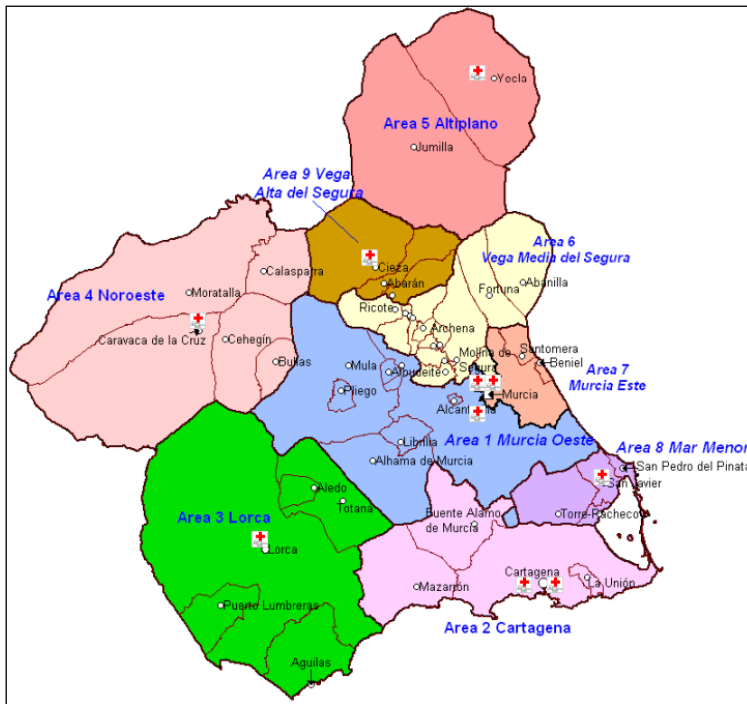 Yecla
Area 5 Altiplano
Jumilla
Area 9 Vega
Alta del Segura
Area 6
Vega Media del Segura
Cieza
Calasparra
Abarán
Abanilla
Fortuna
Area 4 Noroeste
Moratalla
Ricote
Archena
Caravaca de la Cruz
Cehegín
Santomera
Bullas
Mula
Molina de
Segura
Beniel
Albudeite
Area 7
Murcia Este
Pliego
Murcia
Area 1 Murcia Oeste
Librilla
Area 8 Mar Menor
Alhama de Murcia
San Pedro del Pinata
San Javier
Aledo
Totana
Torre-Pacheco
Area 3 Lorca
Buente Alamo
de Murcia
Lorca
Cartagena
La Unión
Mazarrón
Puerto Lumbreras
Area 2 Cartagena
Aguilas